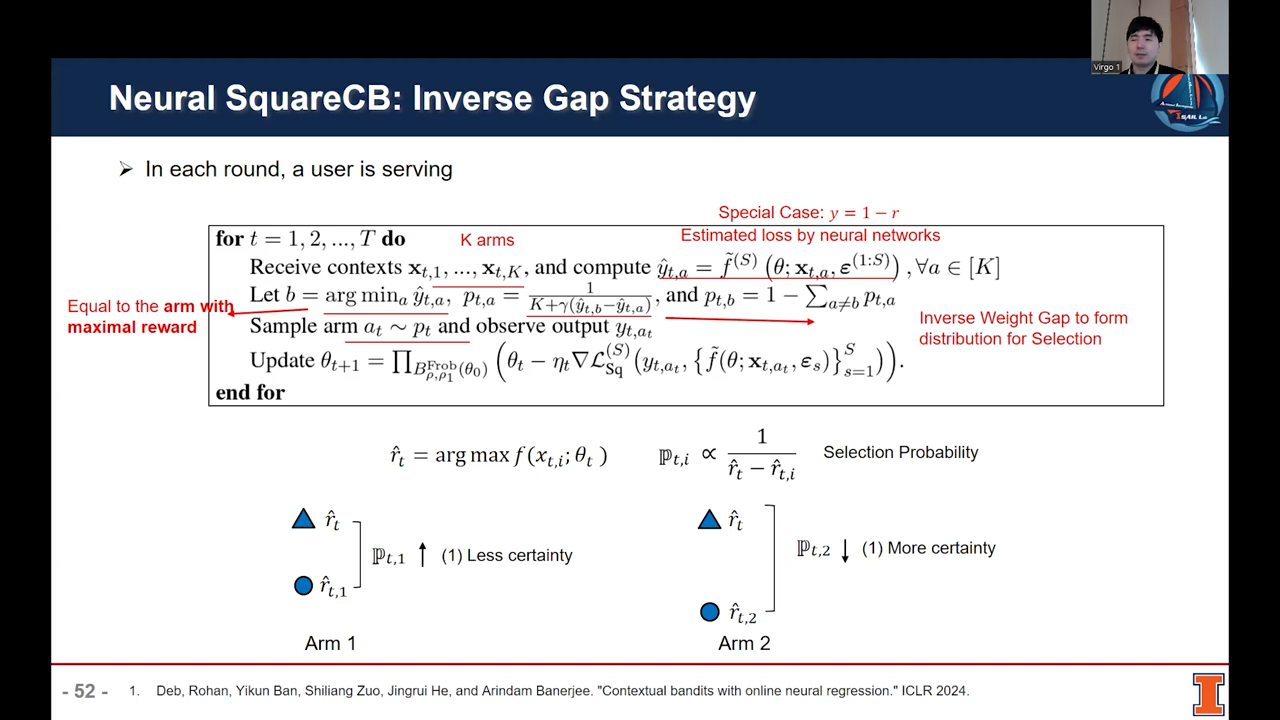 Virgo 1
Neural SquareCB: Inverse Gap Strategy
➢ In each round, a user is serving
Special Case: y = 1 − r
Estimated loss by neural networks
for t = 1, 2, ..., T do
K arms
Receive contexts x_{t,1}, ..., x_{t,K}, and compute ŷ_{t,a} = f̃^{(S)} (θ; x_{t,a}, ε^{(1:S)}) , ∀a ∈ [K]
Let b = arg min_a ŷ_{t,a}, p_{t,a} = 1/(K+γ(ŷ_{t,b}−ŷ_{t,a})), and p_{t,b} = 1 − ∑_{a≠b} p_{t,a}
Equal to the arm with
maximal reward
Sample arm a_t ∼ p_t and observe output y_{t,a_t}
Inverse Weight Gap to form
distribution for Selection
Update θ_{t+1} = ∏_{B^{Frob}_{ρ,ρ_1}(θ_0)} (θ_t − η_t∇L^{(S)}_{Sq} (y_{t,a_t}, {f̃(θ; x_{t,a_t}, ε_s)}^S_{s=1})).
end for
r̂_t = arg max f(x_{t,i}; θ_t )
ℙ_{t,i} ∝ 1/(r̂_t − r̂_{t,i})
Selection Probability
r̂_t
ℙ_{t,1} ↑ (1) Less certainty
r̂_{t,1}
Arm 1
r̂_t
ℙ_{t,2} ↓ (1) More certainty
r̂_{t,2}
Arm 2
- 52 -
1. Deb, Rohan, Yikun Ban, Shiliang Zuo, Jingrui He, and Arindam Banerjee. "Contextual bandits with online neural regression." ICLR 2024.